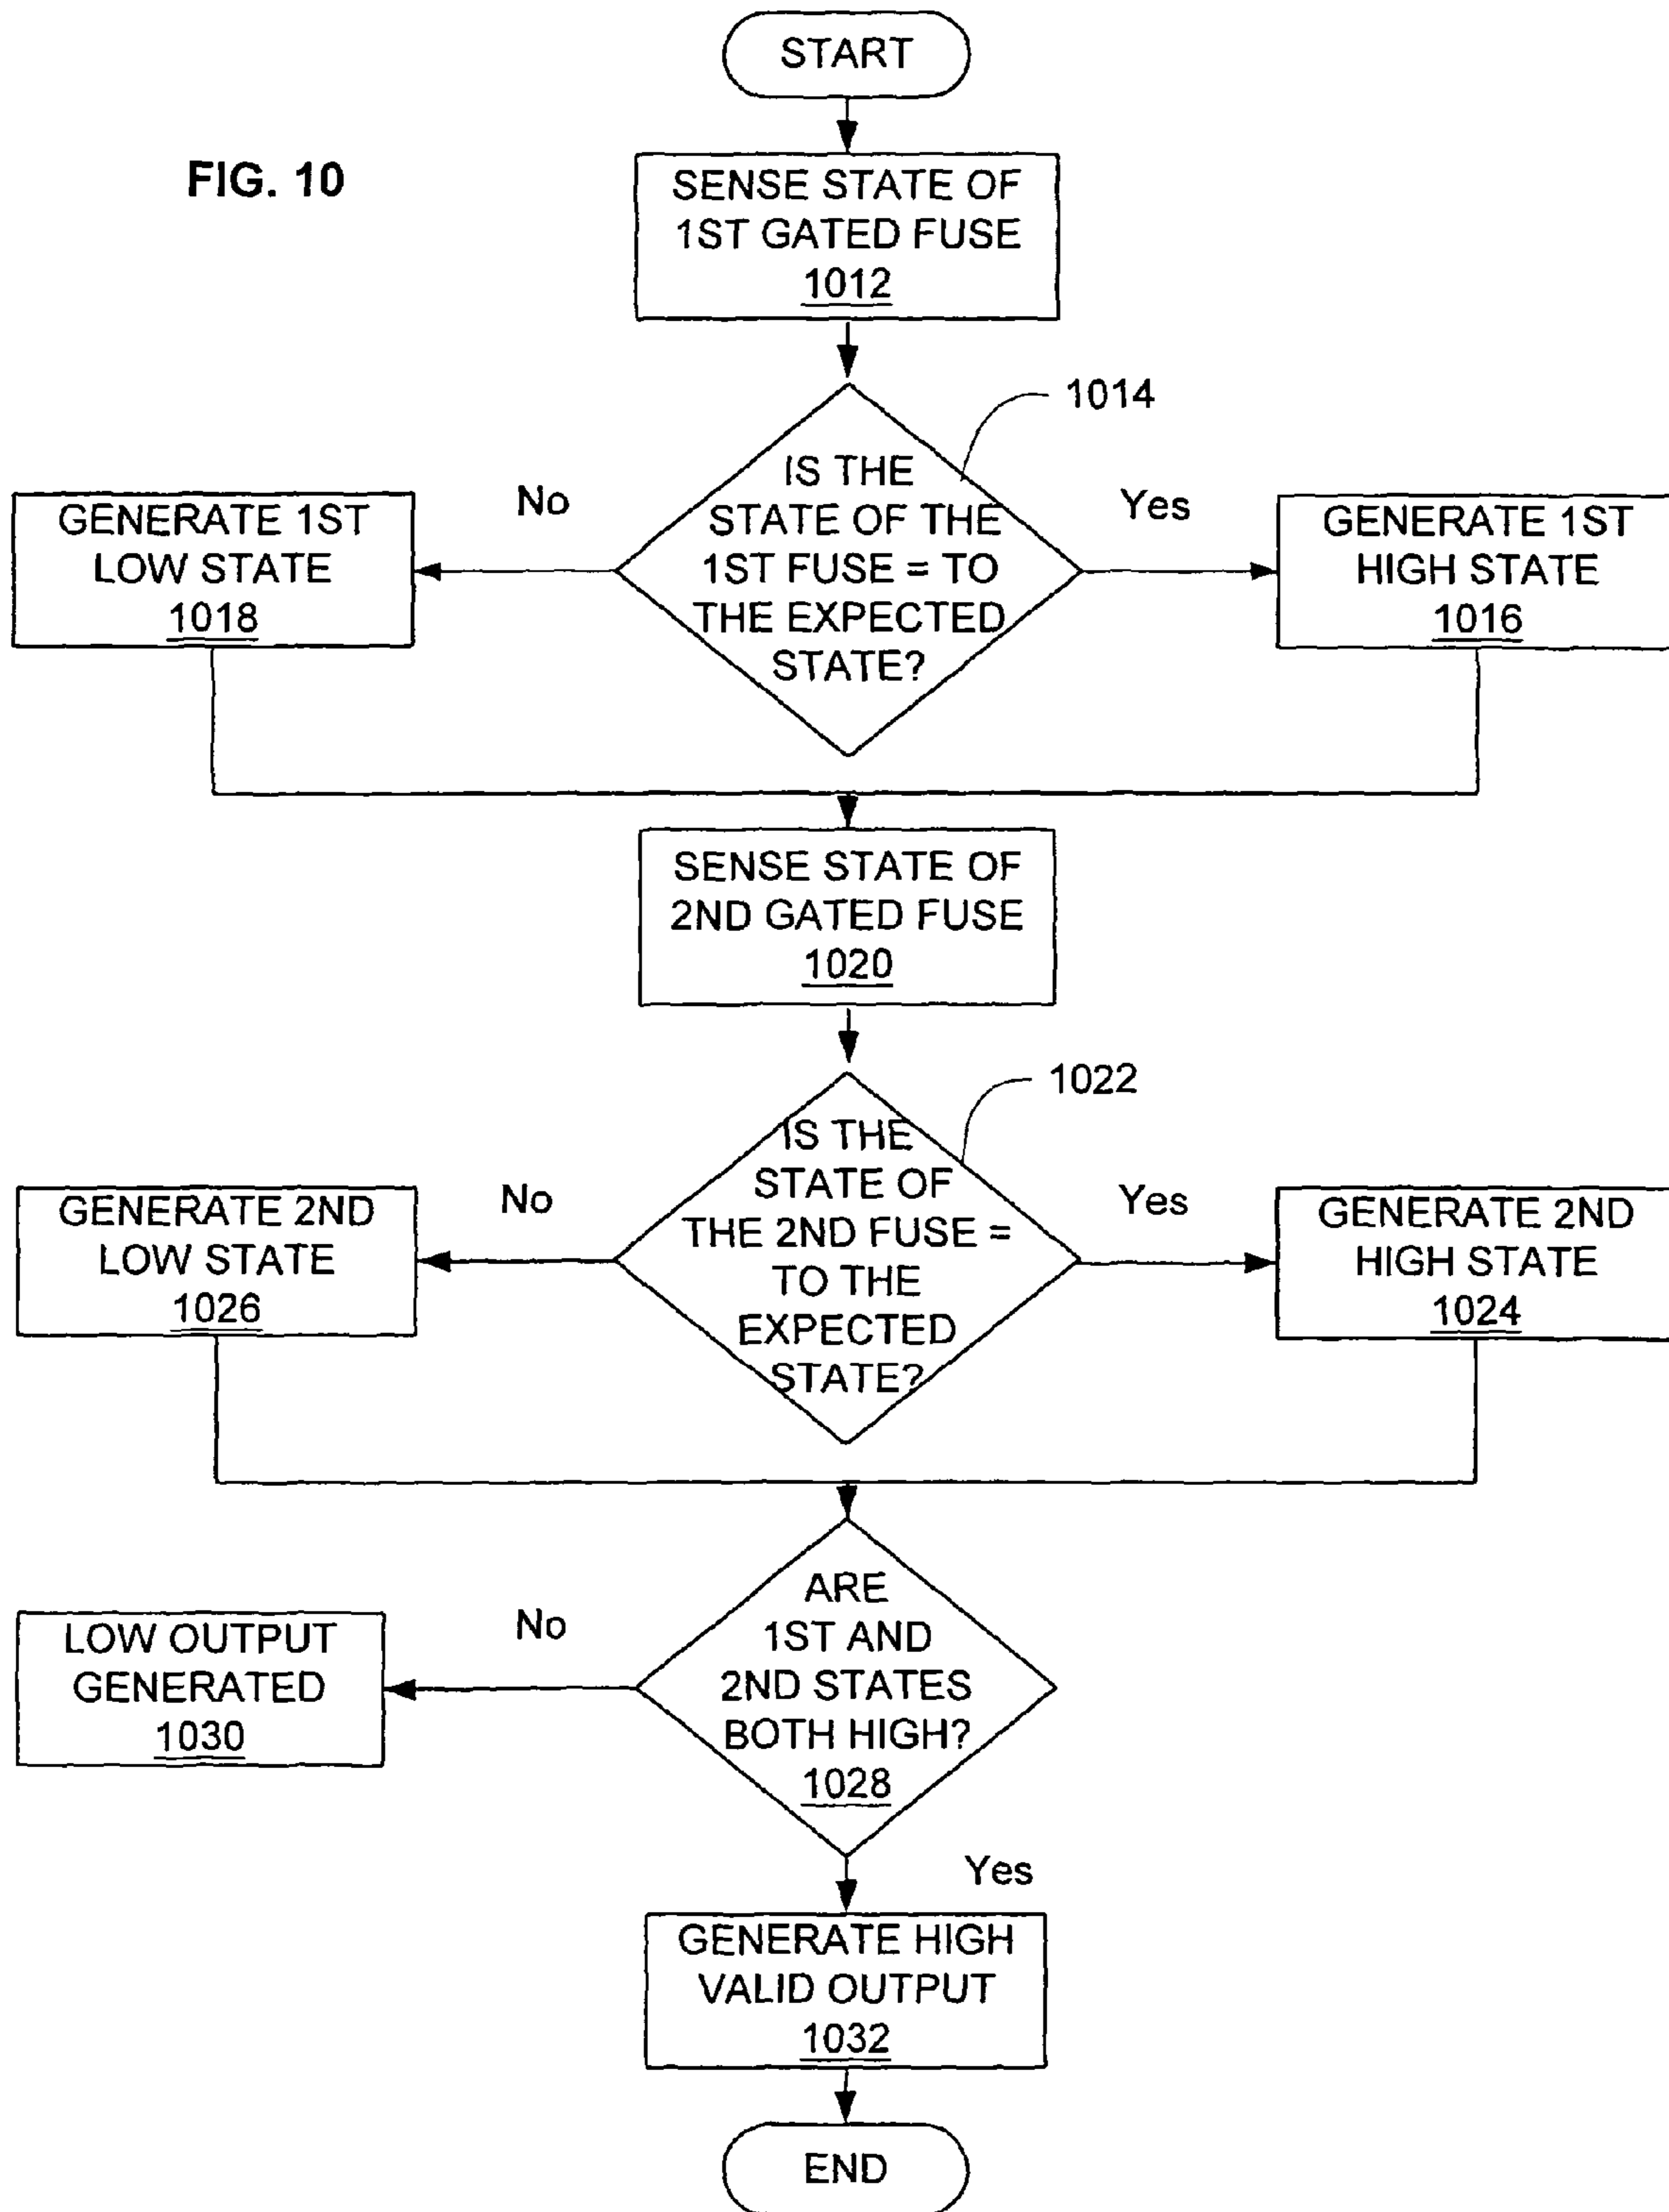 START
FIG. 10
SENSE STATE OF
1ST GATED FUSE
1012
1014
IS THE
STATE OF THE
1ST FUSE = TO
THE EXPECTED
STATE?
No
Yes
GENERATE 1ST
LOW STATE
1018
GENERATE 1ST
HIGH STATE
1016
SENSE STATE OF
2ND GATED FUSE
1020
1022
IS THE
STATE OF
THE 2ND FUSE =
TO THE
EXPECTED
STATE?
No
Yes
GENERATE 2ND
LOW STATE
1026
GENERATE 2ND
HIGH STATE
1024
ARE
1ST AND
2ND STATES
BOTH HIGH?
1028
No
LOW OUTPUT
GENERATED
1030
Yes
GENERATE HIGH
VALID OUTPUT
1032
END